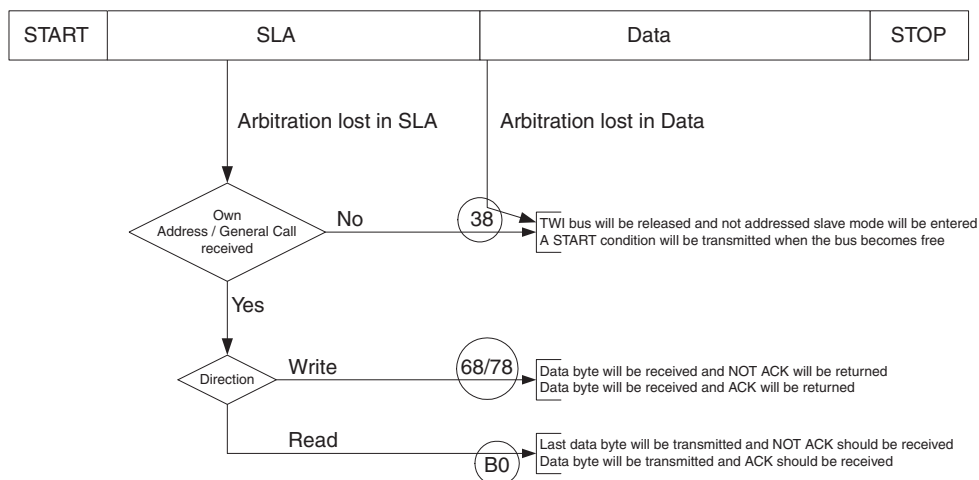 START SLA Data STOP
Arbitration lost in SLA Arbitration lost in Data
Own
Address / General Call
received
No
38
TWI bus will be released and not addressed slave mode will be entered
A START condition will be transmitted when the bus becomes free
Yes
Direction
Write
68/78
Data byte will be received and NOT ACK will be returned
Data byte will be received and ACK will be returned
Read
B0
Last data byte will be transmitted and NOT ACK should be received
Data byte will be transmitted and ACK should be received